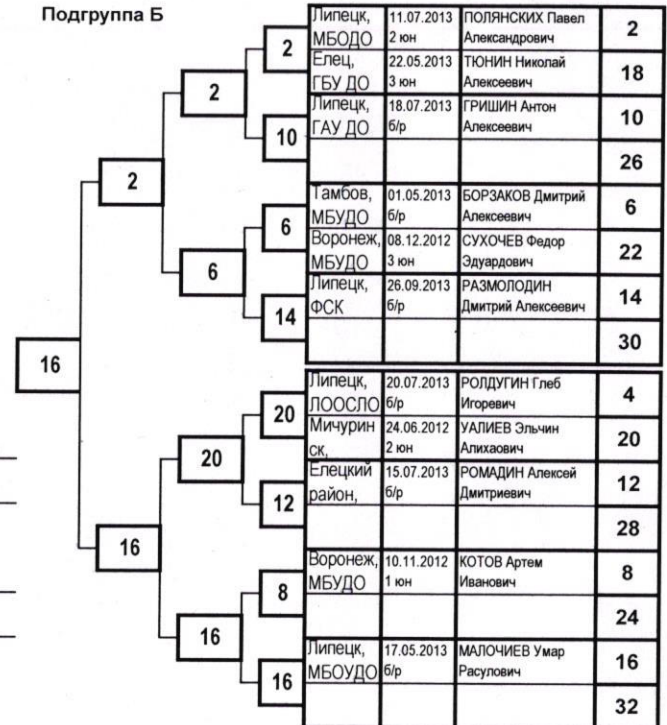 Подгруппа Б
Липецк, 11.07.2013 ПОЛЯНСКИХ Павел
МБОДО 2 юн Александрович 2
2
Елец, 22.05.2013 ТЮНИН Николай
ГБУ ДО 3 юн Алексеевич 18
2
Липецк, 18.07.2013 ГРИШИН Антон
ГАУ ДО б/р Алексеевич 10
10
26
2
Тамбов, 01.05.2013 БОРЗАКОВ Дмитрий
МБУДО б/р Алексеевич 6
6
Воронеж, 08.12.2012 СУХОЧЕВ Федор
МБУДО 3 юн Эдуардович 22
6
Липецк, 26.09.2013 РАЗМОЛОДИН
ФСК б/р Дмитрий Алексеевич 14
14
30
16
Липецк, 20.07.2013 РОЛДУГИН Глеб
ЛООСЛО б/р Игоревич 4
20
Мичурин 24.06.2012 УАЛИЕВ Эльчин
ск, 2 юн Алихаович 20
20
Елецкий 15.07.2013 РОМАДИН Алексей
район, б/р Дмитриевич 12
12
28
16
Воронеж, 10.11.2012 КОТОВ Артем
МБУДО 1 юн Иванович 8
8
24
16
Липецк, 17.05.2013 МАЛОЧИЕВ Умар
МБОУДО б/р Расулович 16
16
32